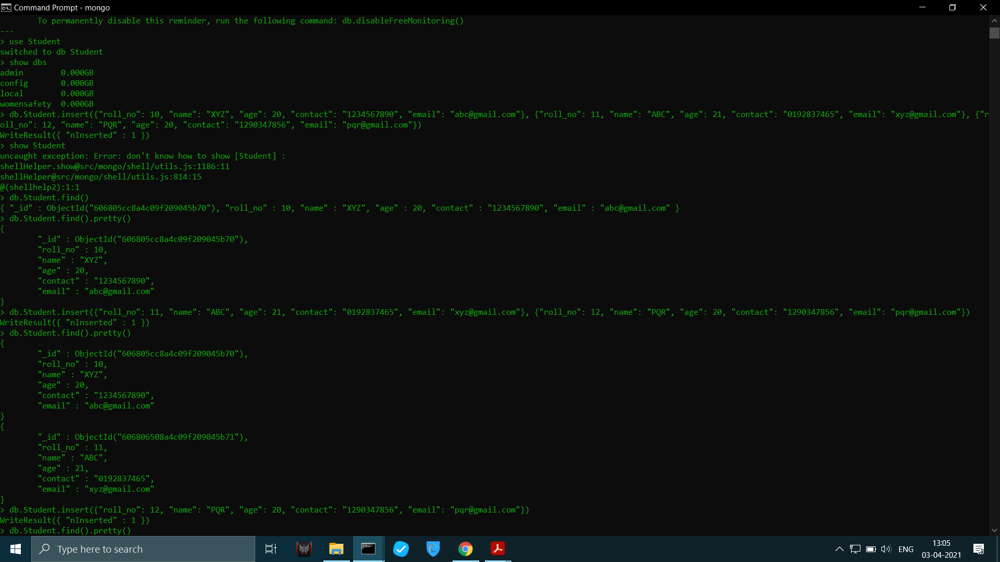 Command Prompt - mongo
To permanently disable this reminder, run the following command: db.disableFreeMonitoring()
---
> use Student
switched to db Student
> show dbs
admin        0.000GB
config       0.000GB
local        0.000GB
womensafety  0.000GB
> db.Student.insert({"roll_no": 10, "name": "XYZ", "age": 20, "contact": "1234567890", "email": "abc@gmail.com"}, {"roll_no": 11, "name": "ABC", "age": 21, "contact": "0192837465", "email": "xyz@gmail.com"}, {"r
oll_no": 12, "name": "PQR", "age": 20, "contact": "1290347856", "email": "pqr@gmail.com"})
WriteResult({ "nInserted" : 1 })
> show Student
uncaught exception: Error: don't know how to show [Student] :
shellHelper.show@src/mongo/shell/utils.js:1186:11
shellHelper@src/mongo/shell/utils.js:814:15
@(shellhelp2):1:1
> db.Student.find()
{ "_id" : ObjectId("606805cc8a4c09f209045b70"), "roll_no" : 10, "name" : "XYZ", "age" : 20, "contact" : "1234567890", "email" : "abc@gmail.com" }
> db.Student.find().pretty()
{
        "_id" : ObjectId("606805cc8a4c09f209045b70"),
        "roll_no" : 10,
        "name" : "XYZ",
        "age" : 20,
        "contact" : "1234567890",
        "email" : "abc@gmail.com"
}
> db.Student.insert({"roll_no": 11, "name": "ABC", "age": 21, "contact": "0192837465", "email": "xyz@gmail.com"}, {"roll_no": 12, "name": "PQR", "age": 20, "contact": "1290347856", "email": "pqr@gmail.com"})
WriteResult({ "nInserted" : 1 })
> db.Student.find().pretty()
{
        "_id" : ObjectId("606805cc8a4c09f209045b70"),
        "roll_no" : 10,
        "name" : "XYZ",
        "age" : 20,
        "contact" : "1234567890",
        "email" : "abc@gmail.com"
}
{
        "_id" : ObjectId("606806508a4c09f209045b71"),
        "roll_no" : 11,
        "name" : "ABC",
        "age" : 21,
        "contact" : "0192837465",
        "email" : "xyz@gmail.com"
}
> db.Student.insert({"roll_no": 12, "name": "PQR", "age": 20, "contact": "1290347856", "email": "pqr@gmail.com"})
WriteResult({ "nInserted" : 1 })
> db.Student.find().pretty()
Type here to search
ENG
13:05
03-04-2021